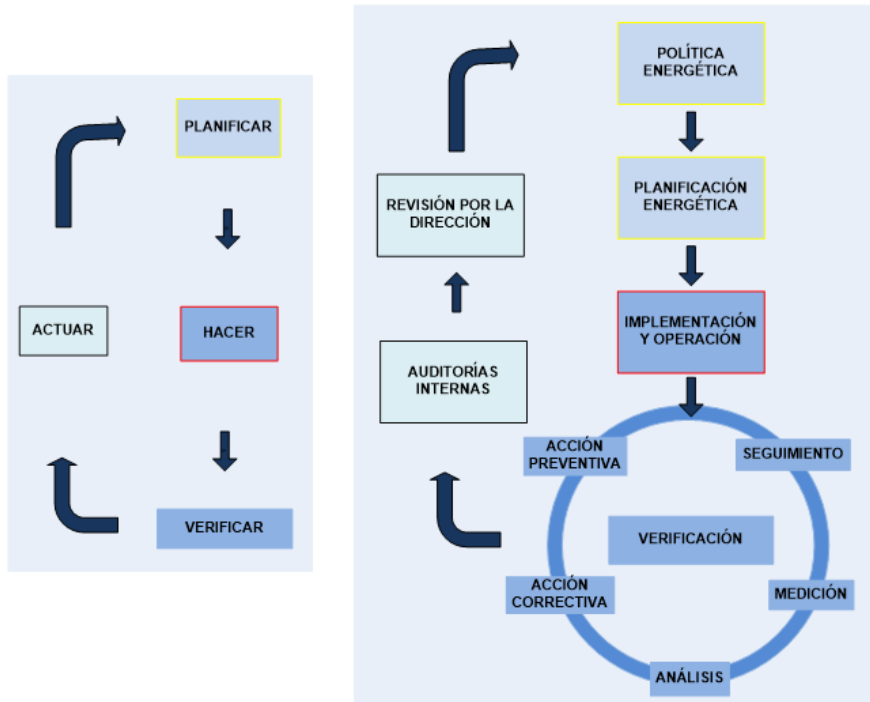 PLANIFICAR
ACTUAR
HACER
VERIFICAR
POLÍTICA
ENERGÉTICA
PLANIFICACIÓN
ENERGÉTICA
REVISIÓN POR LA
DIRECCIÓN
IMPLEMENTACIÓN
Y OPERACIÓN
AUDITORÍAS
INTERNAS
ACCIÓN
PREVENTIVA
SEGUIMIENTO
VERIFICACIÓN
ACCIÓN
CORRECTIVA
MEDICIÓN
ANÁLISIS